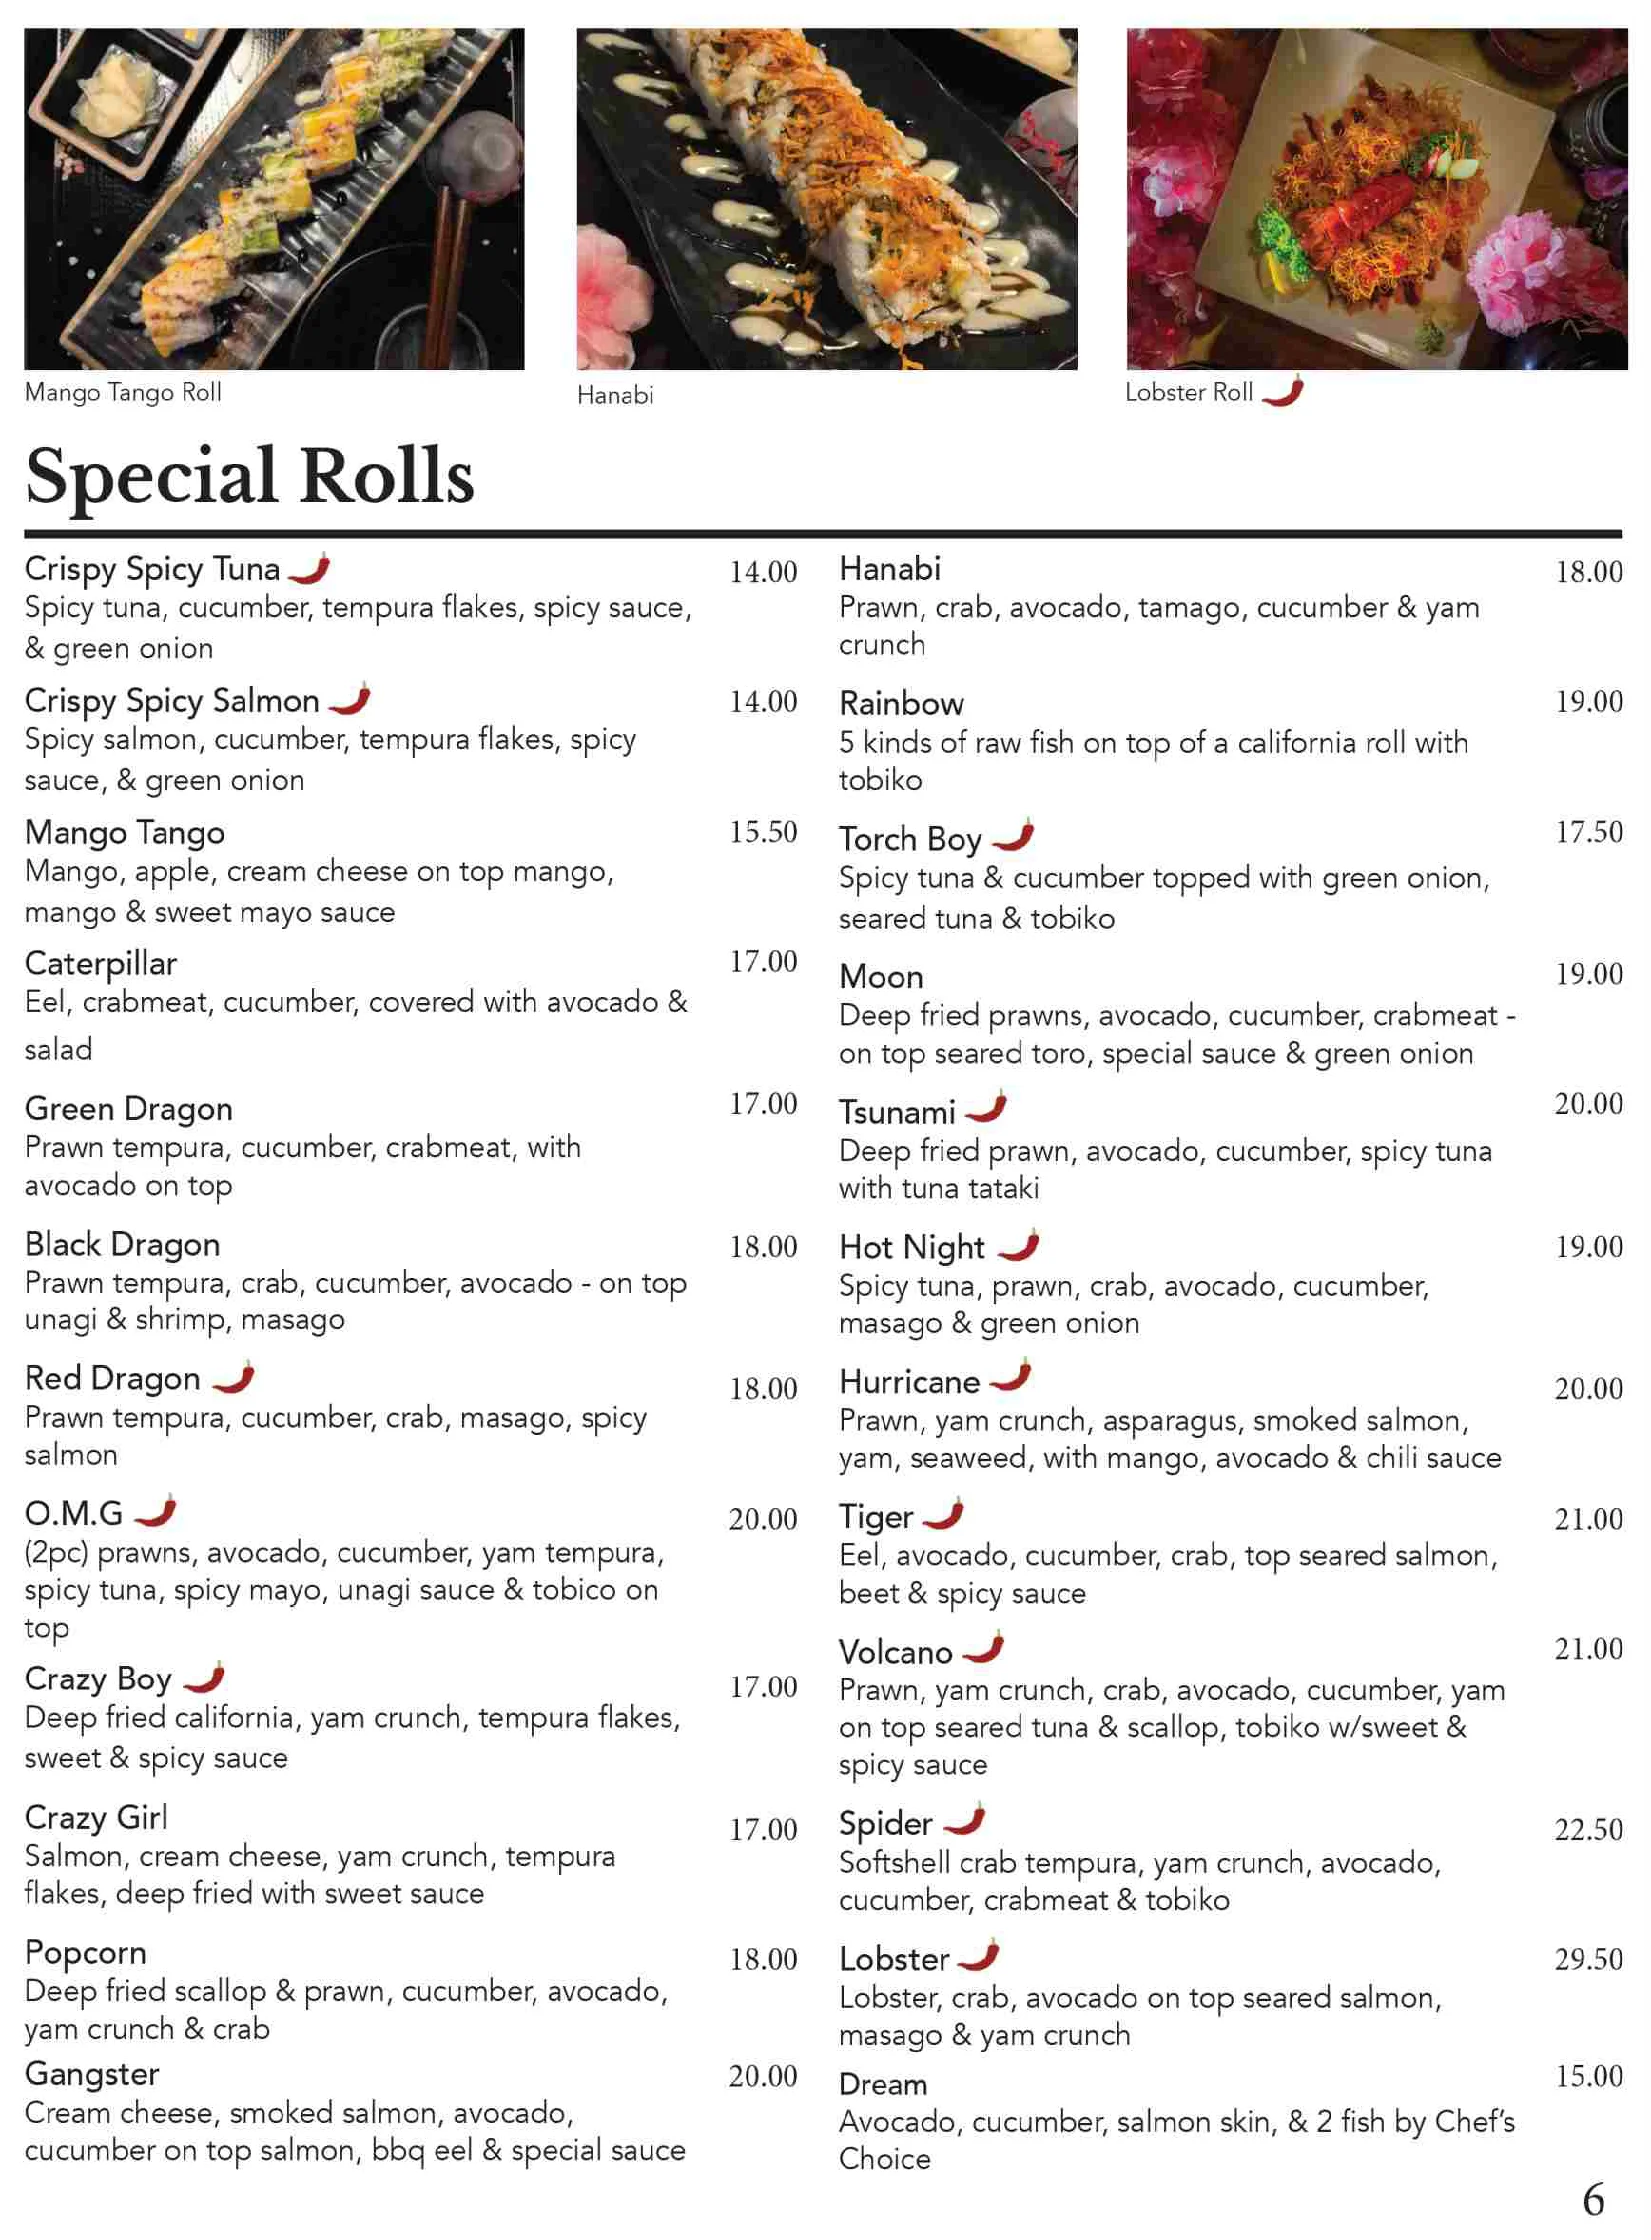 Mango Tango Roll
Hanabi
Lobster Roll
Special Rolls
Crispy Spicy Tuna 14.00
Spicy tuna, cucumber, tempura flakes, spicy sauce,
& green onion
Crispy Spicy Salmon 14.00
Spicy salmon, cucumber, tempura flakes, spicy
sauce, & green onion
Mango Tango 15.50
Mango, apple, cream cheese on top mango,
mango & sweet mayo sauce
Caterpillar 17.00
Eel, crabmeat, cucumber, covered with avocado &
salad
Green Dragon 17.00
Prawn tempura, cucumber, crabmeat, with
avocado on top
Black Dragon 18.00
Prawn tempura, crab, cucumber, avocado - on top
unagi & shrimp, masago
Red Dragon 18.00
Prawn tempura, cucumber, crab, masago, spicy
salmon
O.M.G 20.00
(2pc) prawns, avocado, cucumber, yam tempura,
spicy tuna, spicy mayo, unagi sauce & tobico on
top
Crazy Boy 17.00
Deep fried california, yam crunch, tempura flakes,
sweet & spicy sauce
Crazy Girl 17.00
Salmon, cream cheese, yam crunch, tempura
flakes, deep fried with sweet sauce
Popcorn 18.00
Deep fried scallop & prawn, cucumber, avocado,
yam crunch & crab
Gangster 20.00
Cream cheese, smoked salmon, avocado,
cucumber on top salmon, bbq eel & special sauce
Hanabi 18.00
Prawn, crab, avocado, tamago, cucumber & yam
crunch
Rainbow 19.00
5 kinds of raw fish on top of a california roll with
tobiko
Torch Boy 17.50
Spicy tuna & cucumber topped with green onion,
seared tuna & tobiko
Moon 19.00
Deep fried prawns, avocado, cucumber, crabmeat -
on top seared toro, special sauce & green onion
Tsunami 20.00
Deep fried prawn, avocado, cucumber, spicy tuna
with tuna tataki
Hot Night 19.00
Spicy tuna, prawn, crab, avocado, cucumber,
masago & green onion
Hurricane 20.00
Prawn, yam crunch, asparagus, smoked salmon,
yam, seaweed, with mango, avocado & chili sauce
Tiger 21.00
Eel, avocado, cucumber, crab, top seared salmon,
beet & spicy sauce
Volcano 21.00
Prawn, yam crunch, crab, avocado, cucumber, yam
on top seared tuna & scallop, tobiko w/sweet &
spicy sauce
Spider 22.50
Softshell crab tempura, yam crunch, avocado,
cucumber, crabmeat & tobiko
Lobster 29.50
Lobster, crab, avocado on top seared salmon,
masago & yam crunch
Dream 15.00
Avocado, cucumber, salmon skin, & 2 fish by Chef's
Choice
6